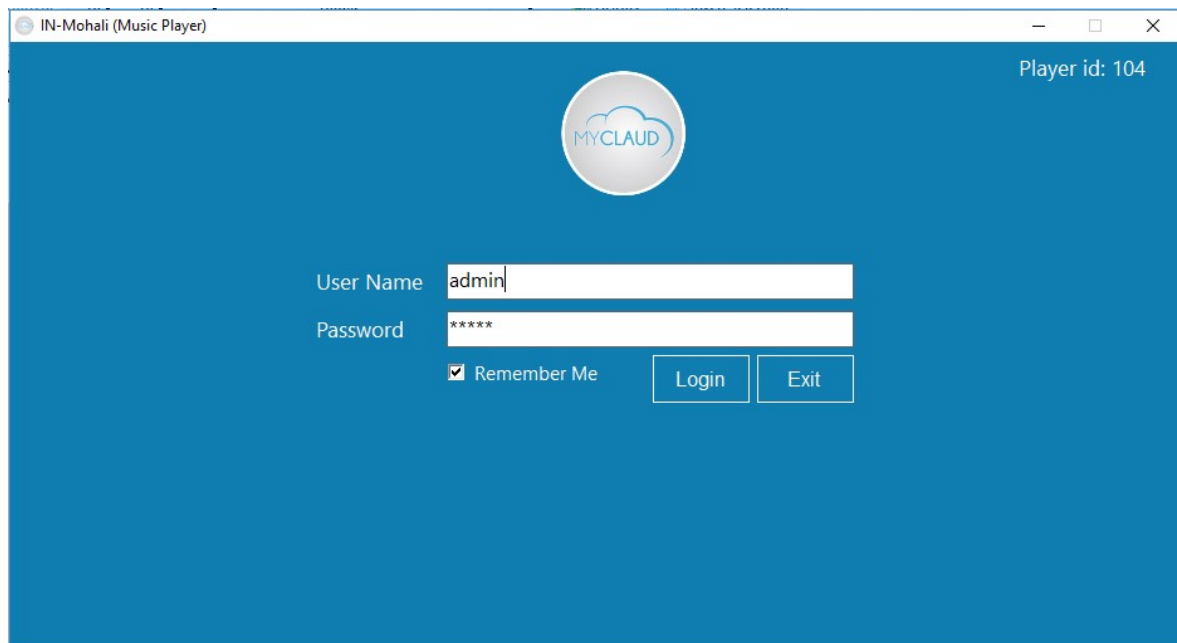 IN-Mohali (Music Player)
Player id: 104
MYCLAUD
User Name admin
Password *****
Remember Me Login Exit